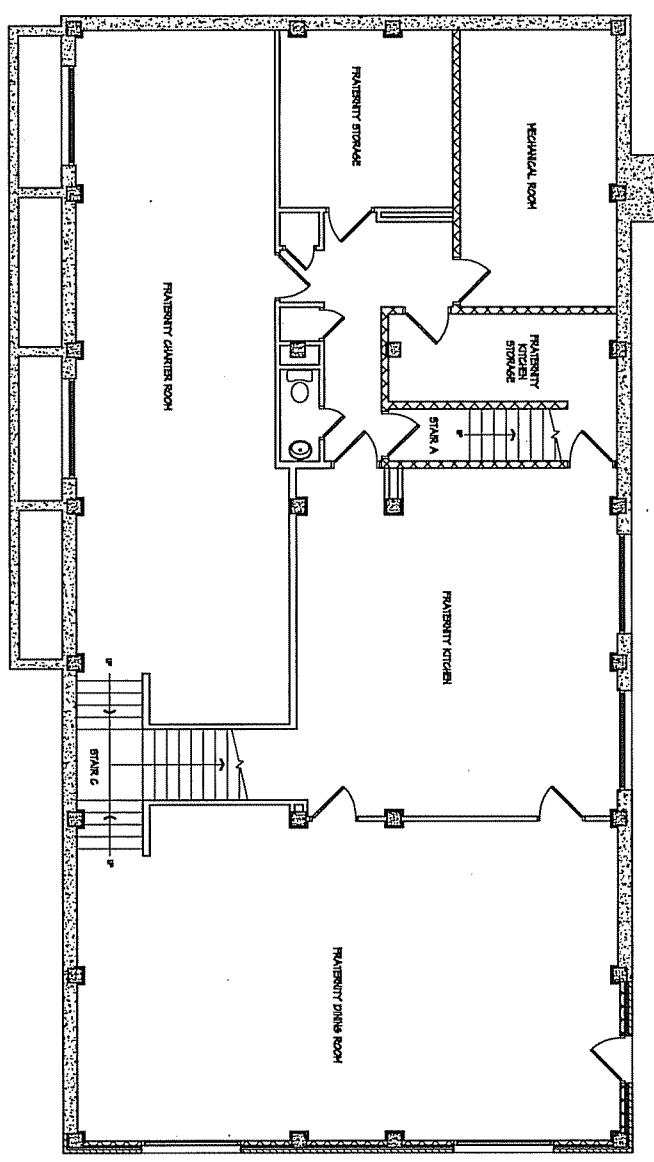 MECHANICAL ROOM
FRATERNITY STORAGE
FRATERNITY
KITCHEN
STORAGE
STAIR A
UP
FRATERNITY CHARTER ROOM
FRATERNITY KITCHEN
UP
STAIR C
UP
FRATERNITY DINING ROOM